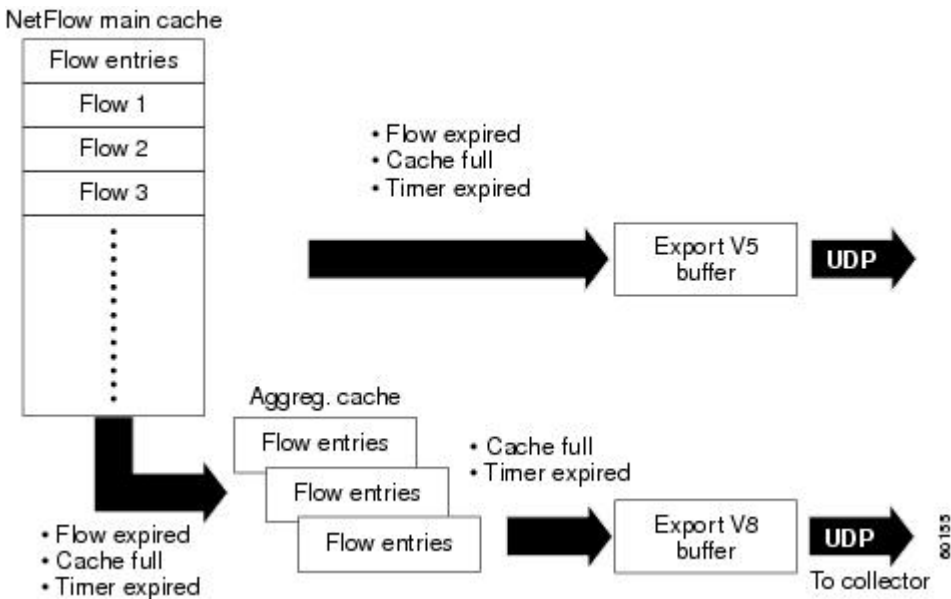 NetFlow main cache
Flow entries
Flow 1
Flow 2
Flow 3
• Flow expired
• Cache full
• Timer expired
Export V5
buffer
UDP
Aggreg. cache
Flow entries
Flow entries
Flow entries
• Flow expired
• Cache full
• Timer expired
• Cache full
• Timer expired
Export V8
buffer
UDP
To collector
60155